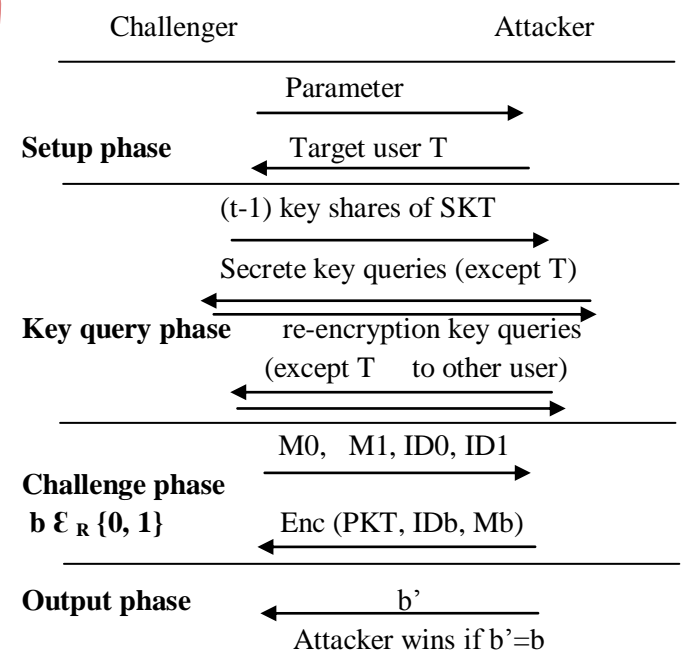 Challenger Attacker
Parameter
Setup phase Target user T
(t-1) key shares of SKT
Secrete key queries (except T)
Key query phase re-encryption key queries
(except T to other user)
M0, M1, ID0, ID1
Challenge phase
b Ɛ R {0, 1} Enc (PKT, IDb, Mb)
Output phase b’
Attacker wins if b’=b